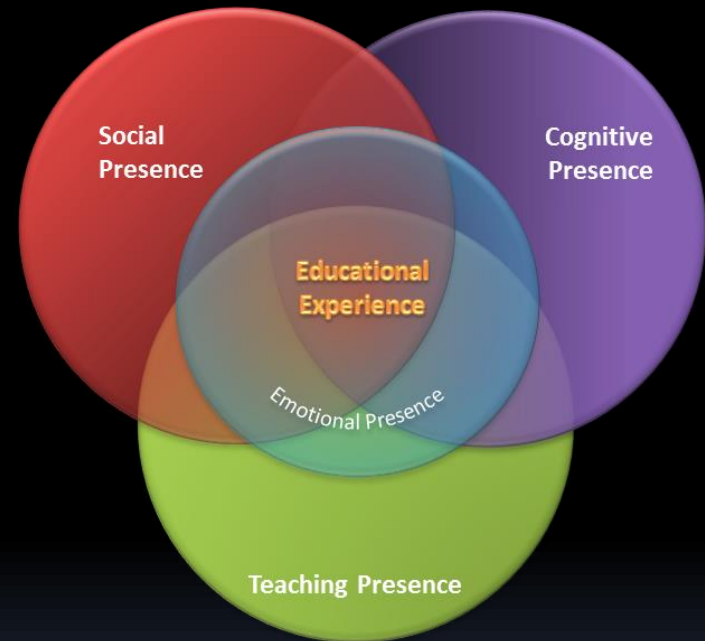 Social
Presence
Cognitive
Presence
Educational
Experience
Emotional Presence
Teaching Presence